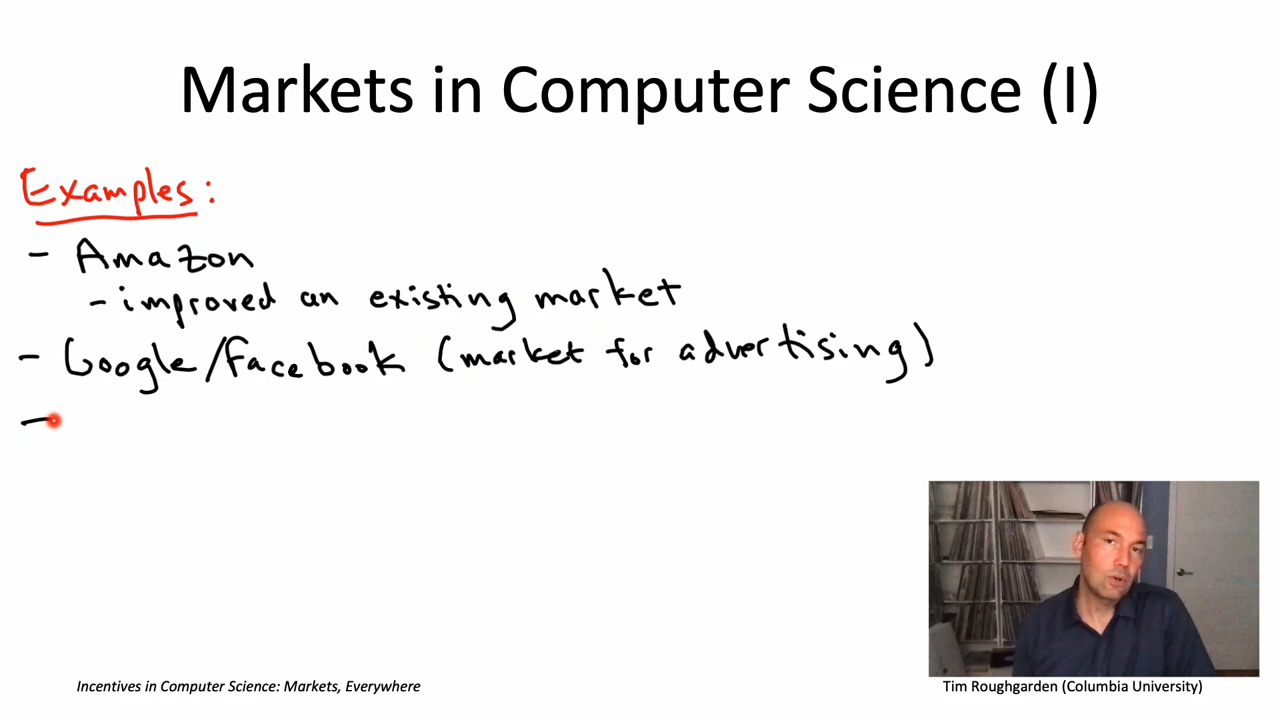 Markets in Computer Science (I)
Examples:
- Amazon
- improved an existing market
- Google/Facebook (market for advertising)
-
Incentives in Computer Science: Markets, Everywhere
Tim Roughgarden (Columbia University)